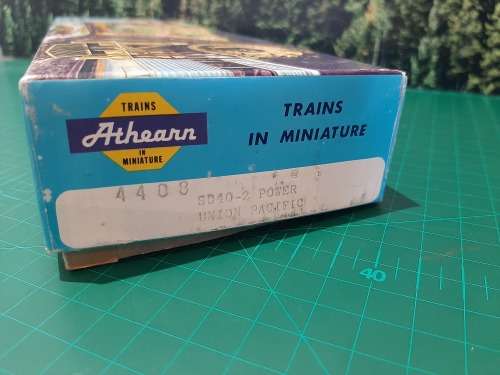 TRAINS
Athearn
IN
MINIATURE
TRAINS
IN MINIATURE
4408
SD40-2 POWER
UNION PACIFIC
40